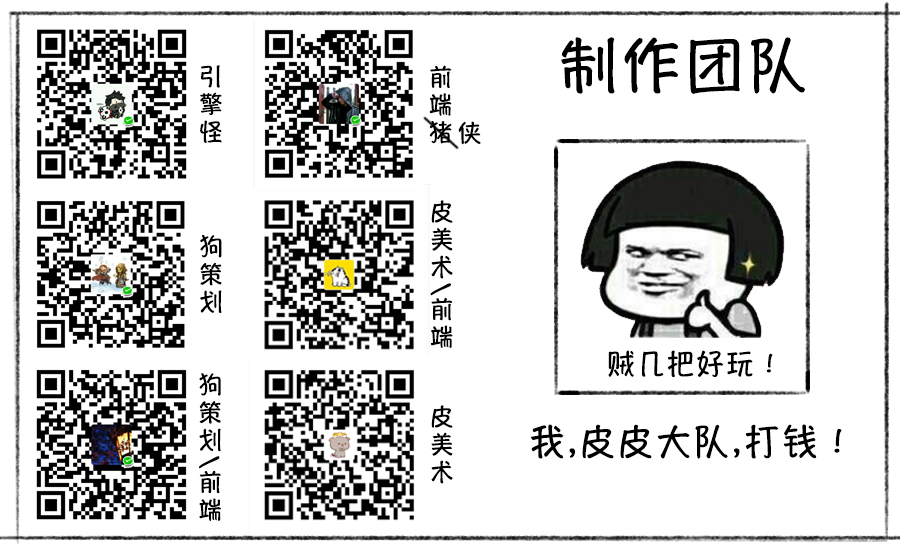 引擎怪
前端猪侠
狗策划
皮美术/前端
狗策划/前端
皮美术
制作团队
贼几把好玩！
我,皮皮大队,打钱！